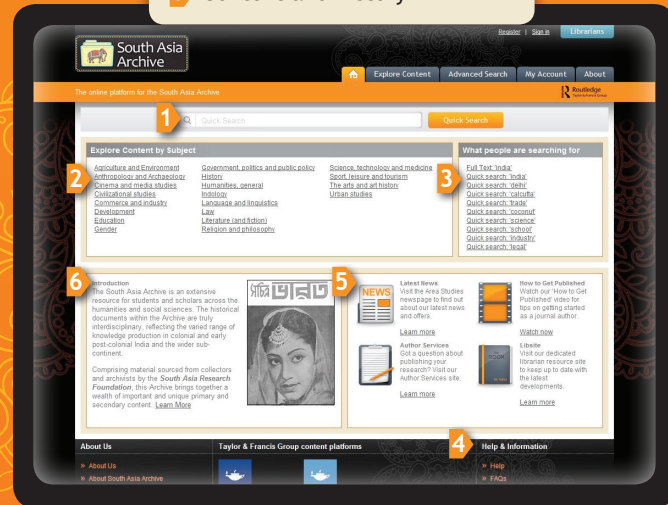 Register | Sign in
Librarians
South Asia
Archive
Explore Content
Advanced Search
My Account
About
The online platform for the South Asia Archive
Routledge
Taylor & Francis Group
1
Quick Search
Quick Search
Explore Content by Subject
2
Agriculture and Environment
Anthropology and Archaeology
Cinema and media studies
Civilizational studies
Commerce and industry
Development
Education
Gender
Government, politics and public policy
History
Humanities, general
Indology
Language and linguistics
Law
Literature (and fiction)
Religion and philosophy
Science, technology and medicine
Sport, leisure and tourism
The arts and art history
Urban studies
What people are searching for
3
Full Text: 'India'
Quick search: 'india'
Quick search: 'delhi'
Quick search: 'calcutta'
Quick search: 'trade'
Quick search: 'coconut'
Quick search: 'science'
Quick search: 'school'
Quick search: 'industri'
Quick search: 'legal'
6
Introduction
The South Asia Archive is an extensive
resource for students and scholars across the
humanities and social sciences. The historical
documents within the Archive are truly
interdisciplinary, reflecting the varied range of
knowledge production in colonial and early
post-colonial India and the wider sub-
continent.
Comprising material sourced from collectors
and archivists by the South Asia Research
Foundation, this Archive brings together a
wealth of important and unique primary and
secondary content. Learn More
সচিত্র ভারত
5
NEWS
Latest News
Visit the Area Studies
newspage to find out
about our latest news
and offers.
Learn more
How to Get Published
Watch our 'How to Get
Published' video for
tips on getting started
as a journal author.
Watch now
Author Services
Got a question about
publishing your
research? Visit our
Author Services site.
Learn more
Libsite
Visit our dedicated
librarian resource site
to keep up to date with
the latest
developments.
Learn more
About Us
» About Us
» About South Asia Archive
Taylor & Francis Group content platforms
4
Help & Information
» Help
» FAQs